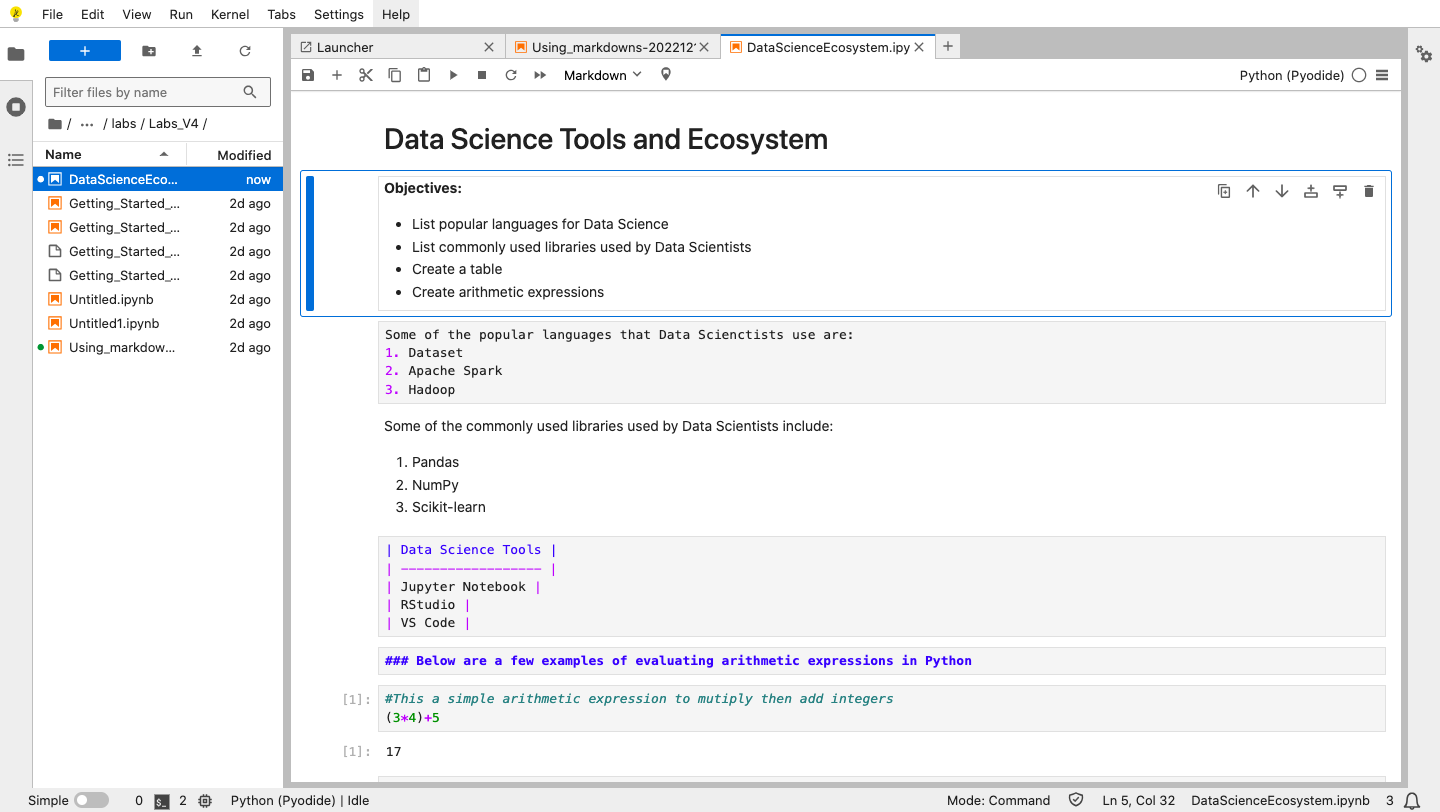 File Edit View Run Kernel Tabs Settings Help
Filter files by name
/ ... / labs / Labs_V4 /
Name Modified
DataScienceEco... now
Getting_Started_... 2d ago
Getting_Started_... 2d ago
Getting_Started_... 2d ago
Getting_Started_... 2d ago
Untitled.ipynb 2d ago
Untitled1.ipynb 2d ago
Using_markdow... 2d ago
Launcher
Using_markdowns-202212
DataScienceEcosystem.ipy
Markdown
Python (Pyodide)
Data Science Tools and Ecosystem
Objectives:
• List popular languages for Data Science
• List commonly used libraries used by Data Scientists
• Create a table
• Create arithmetic expressions
Some of the popular languages that Data Scienctists use are:
1. Dataset
2. Apache Spark
3. Hadoop
Some of the commonly used libraries used by Data Scientists include:
1. Pandas
2. NumPy
3. Scikit-learn
| Data Science Tools |
| ------------------ |
| Jupyter Notebook |
| RStudio |
| VS Code |
### Below are a few examples of evaluating arithmetic expressions in Python
[1]: #This a simple arithmetic expression to mutiply then add integers
(3*4)+5
[1]: 17
Simple 0 $_ 2 Python (Pyodide) | Idle Mode: Command Ln 5, Col 32 DataScienceEcosystem.ipynb 3